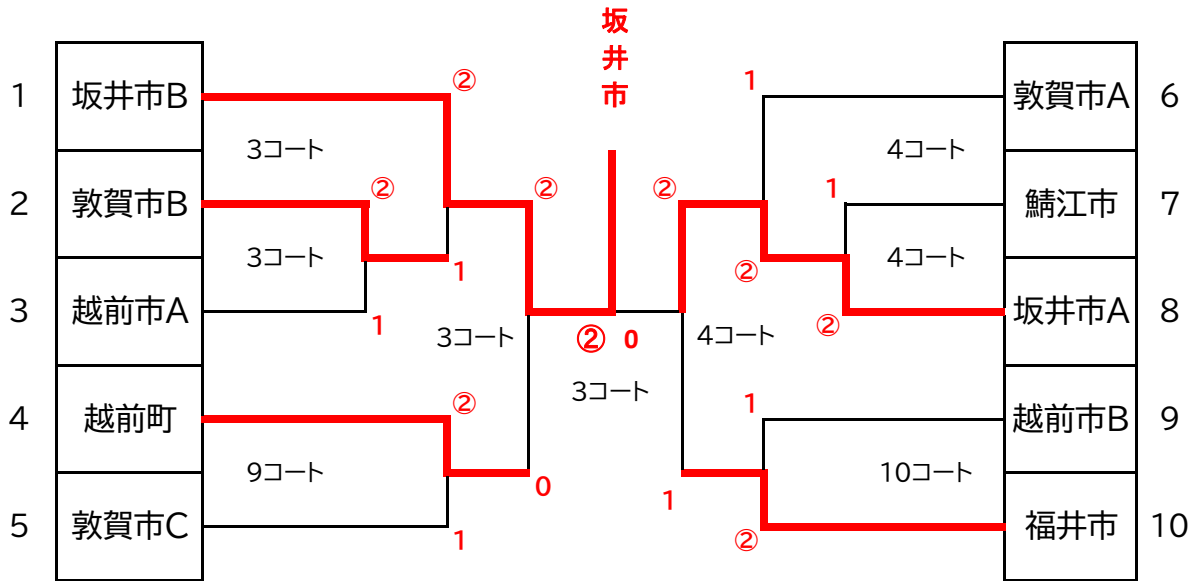 坂井市
1 坂井市B ② 1 敦賀市A 6
3コート 4コート
2 敦賀市B ② ② ② 1 鯖江市 7
3コート 1 ② 4コート
3 越前市A 1 ② 坂井市A 8
3コート ② 0 4コート
3コート
4 越前町 ② 1 越前市B 9
9コート 0 1 10コート
5 敦賀市C 1 ② 福井市 10